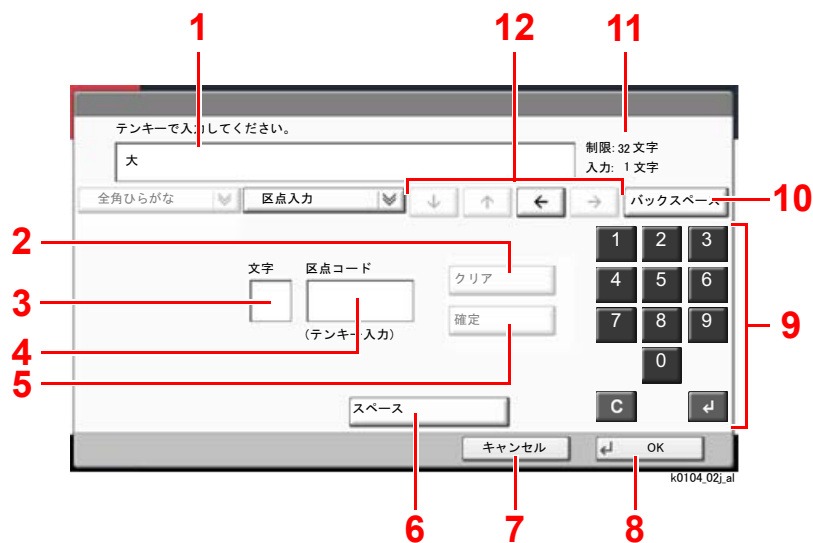 1
12
11
テンキーで入力してください。
大
制限: 32 文字
入力: 1 文字
全角ひらがな
区点入力
↓
↑
←
→
バックスペース
10
2
3
4
5
文字
区点コード
(テンキー入力)
クリア
確定
1 2 3
4 5 6
7 8 9
0
C ↵
9
スペース
キャンセル
↵ OK
k0104_02j_al
6
7
8